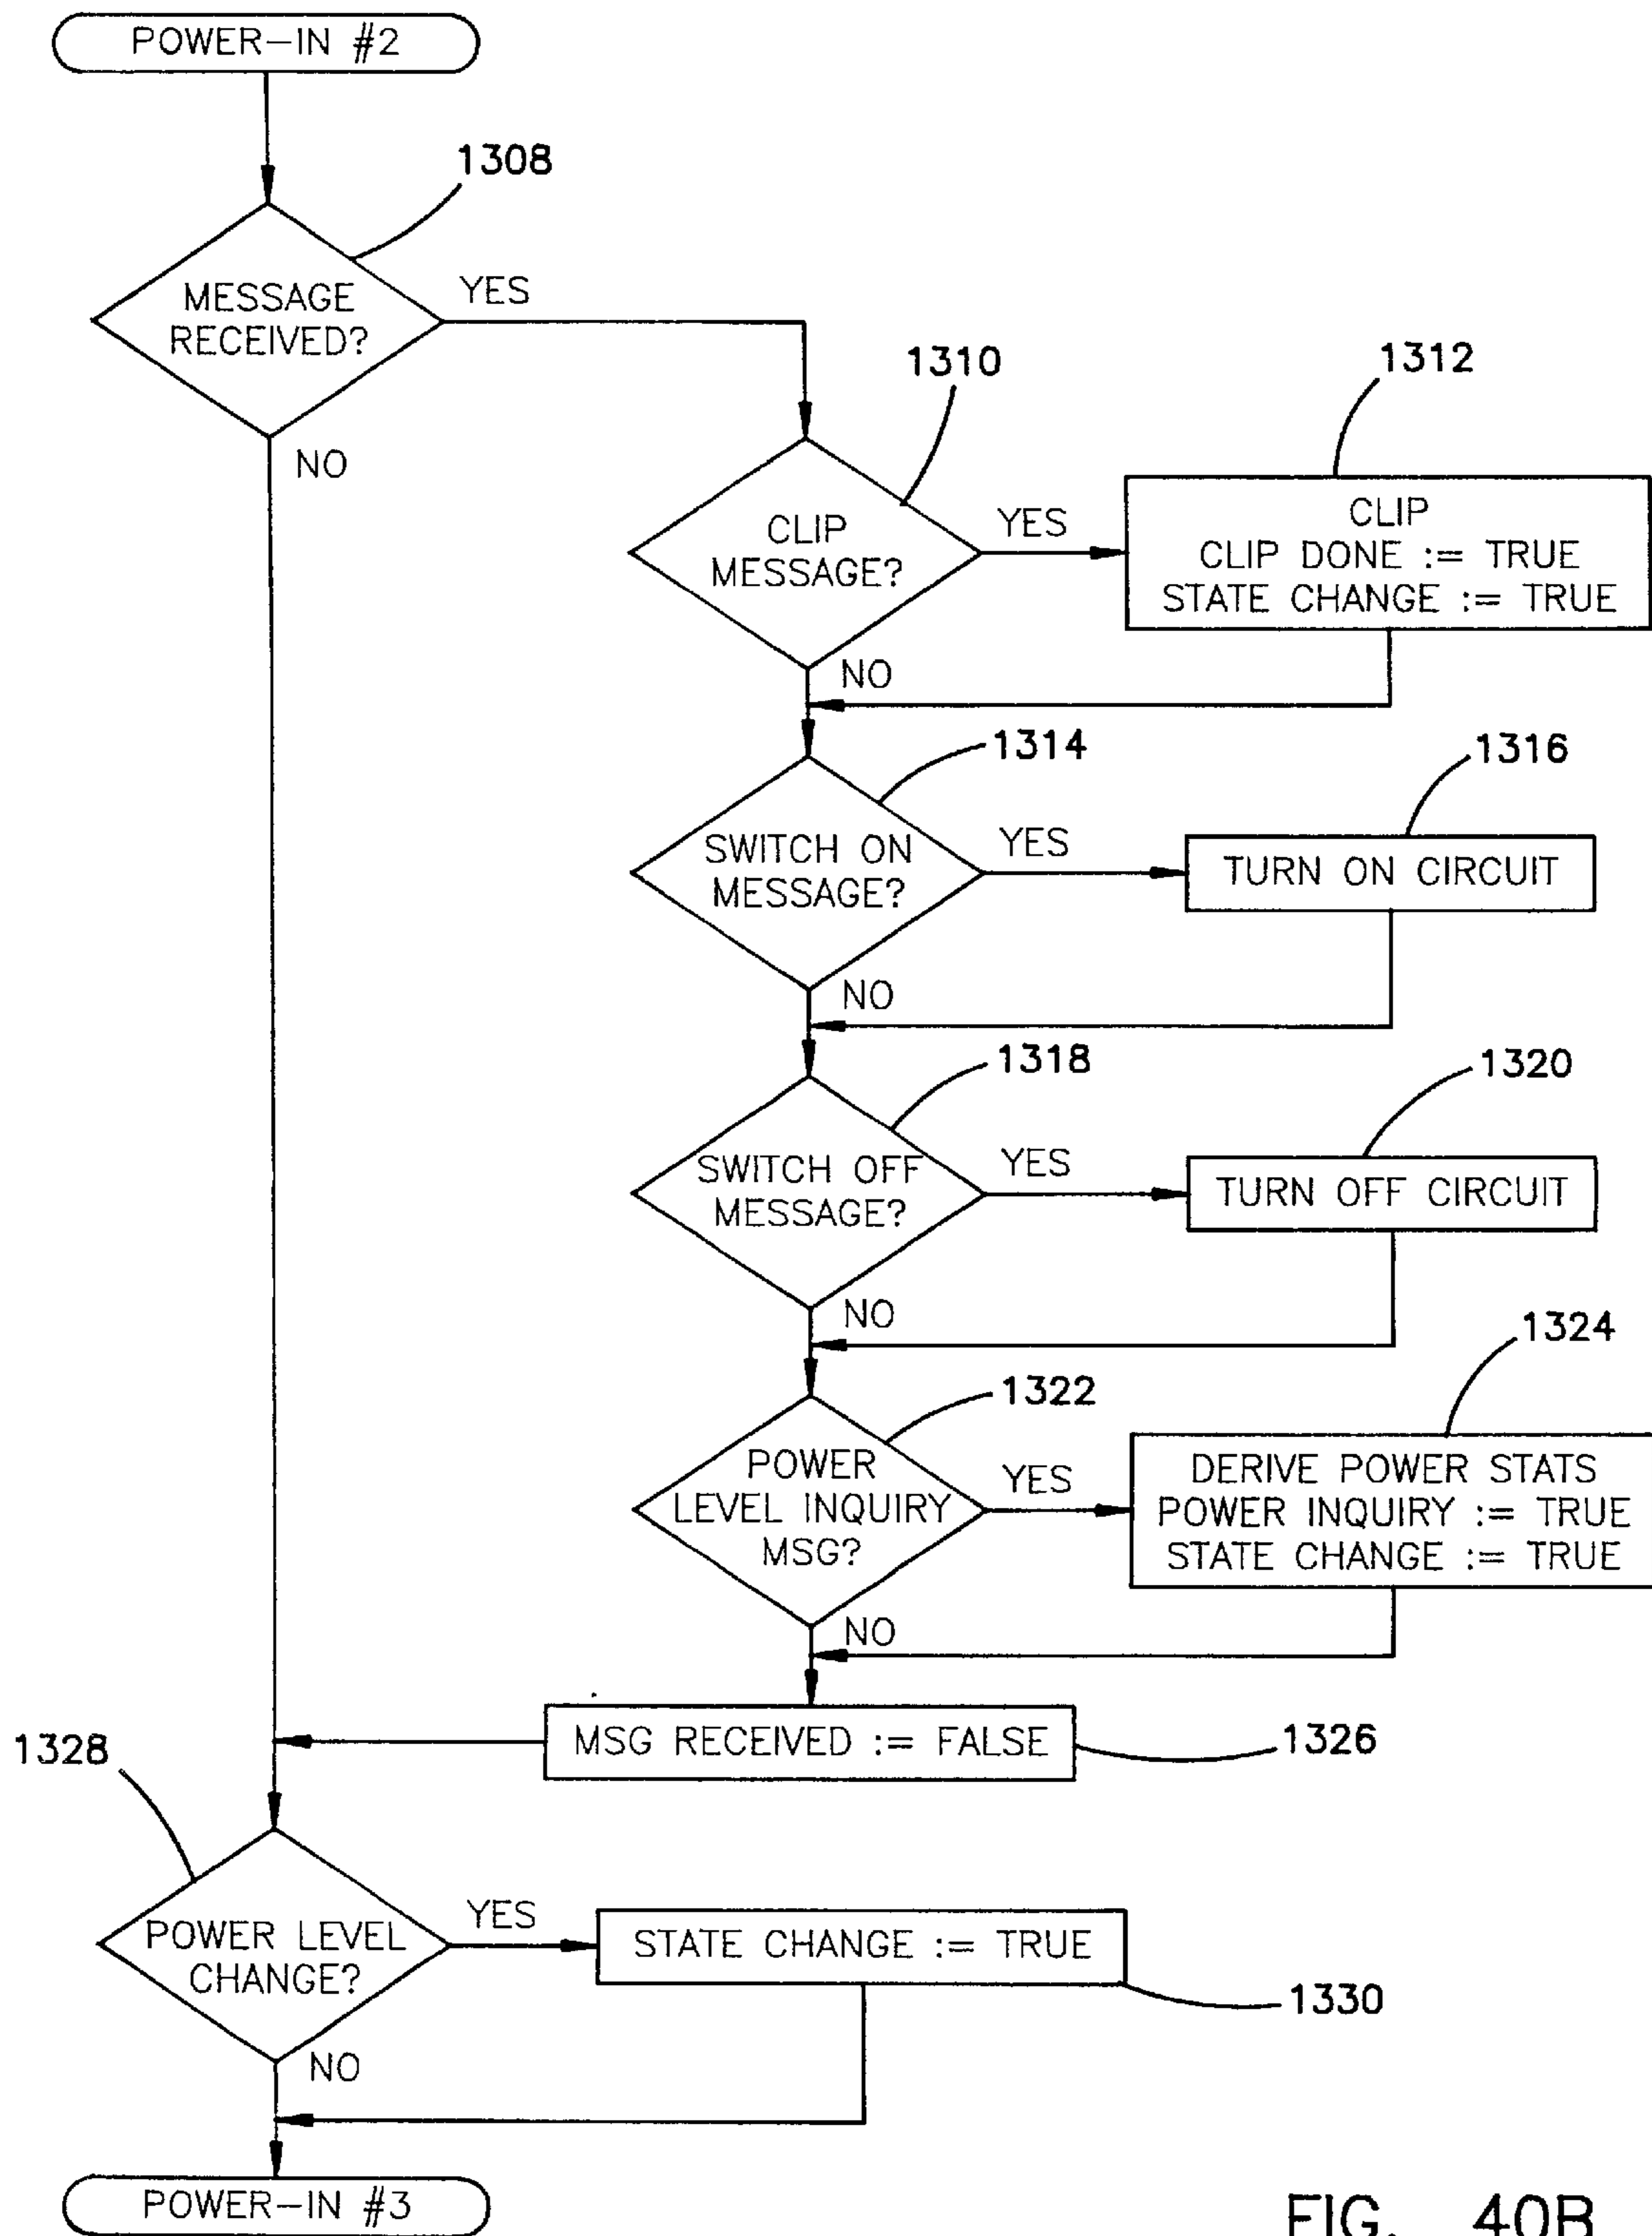 POWER-IN #2
1308
MESSAGE
RECEIVED?
YES
NO
1310
CLIP
MESSAGE?
YES
NO
1312
CLIP
CLIP DONE := TRUE
STATE CHANGE := TRUE
1314
SWITCH ON
MESSAGE?
YES
NO
1316
TURN ON CIRCUIT
1318
SWITCH OFF
MESSAGE?
YES
NO
1320
TURN OFF CIRCUIT
1322
POWER
LEVEL INQUIRY
MSG?
YES
NO
1324
DERIVE POWER STATS
POWER INQUIRY := TRUE
STATE CHANGE := TRUE
MSG RECEIVED := FALSE
1326
1328
POWER LEVEL
CHANGE?
YES
NO
STATE CHANGE := TRUE
1330
POWER-IN #3
FIG. 40B